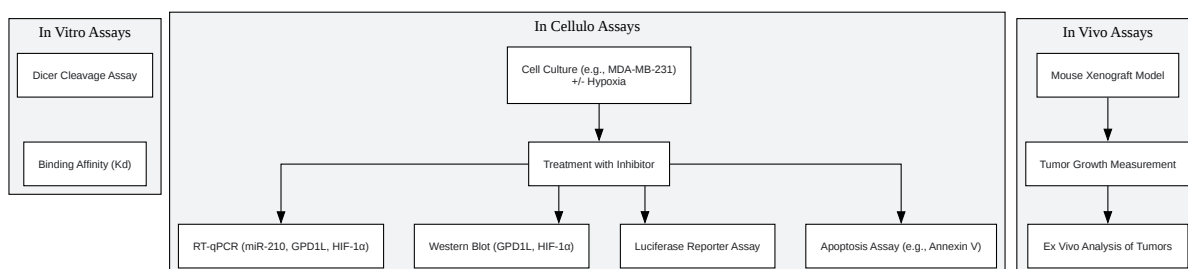 In Vitro Assays
Dicer Cleavage Assay
Binding Affinity (Kd)
In Cellulo Assays
Cell Culture (e.g., MDA-MB-231)
+/- Hypoxia
Treatment with Inhibitor
RT-qPCR (miR-210, GPD1L, HIF-1α)
Western Blot (GPD1L, HIF-1α)
Luciferase Reporter Assay
Apoptosis Assay (e.g., Annexin V)
In Vivo Assays
Mouse Xenograft Model
Tumor Growth Measurement
Ex Vivo Analysis of Tumors